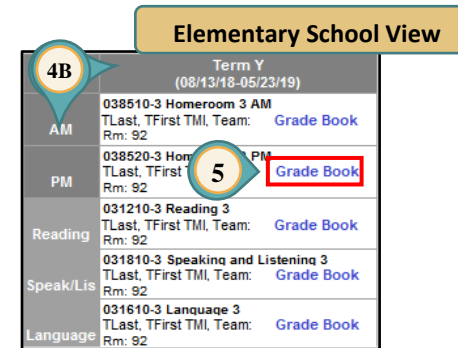 Elementary School View
4B
Term Y
(08/13/18-05/23/19)
AM
038510-3 Homeroom 3 AM
TLast, TFirst TMI, Team: Grade Book
Rm: 92
PM
038520-3 PM
TLast, TFirst 5 Grade Book
Rm: 92
Reading
031210-3 Reading 3
TLast, TFirst TMI, Team: Grade Book
Rm: 92
Speak/Lis
031810-3 Speaking and Listening 3
TLast, TFirst TMI, Team: Grade Book
Rm: 92
Language
031610-3 Language 3
TLast, TFirst TMI, Team: Grade Book
Rm: 92